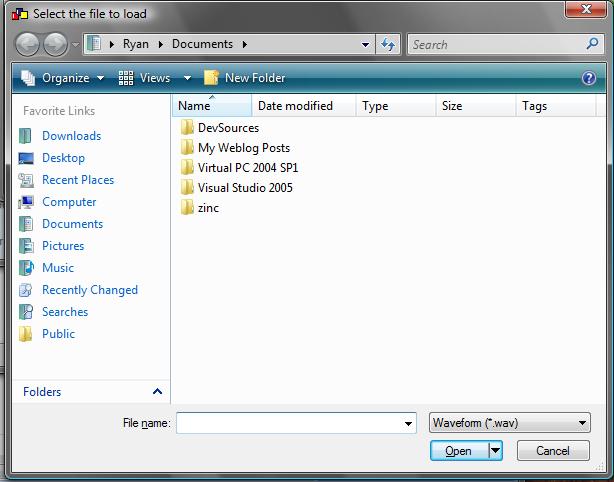 Select the file to load
Ryan Documents Search
Organize Views New Folder
Favorite Links
Name Date modified Type Size Tags
Downloads
Desktop
Recent Places
Computer
Documents
Pictures
Music
Recently Changed
Searches
Public
DevSources
My Weblog Posts
Virtual PC 2004 SP1
Visual Studio 2005
zinc
Folders
File name: Waveform (*.wav)
Open Cancel